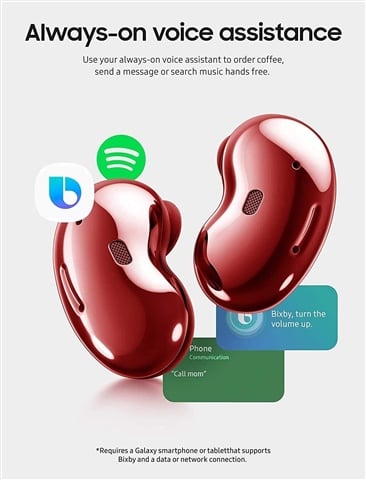 Always-on voice assistance
Use your always-on voice assistant to order coffee,
send a message or search music hands free.
Bixby, turn the
volume up.
Phone
Communication
"Call mom"
*Requires a Galaxy smartphone or tabletthat supports
Bixby and a data or network connection.